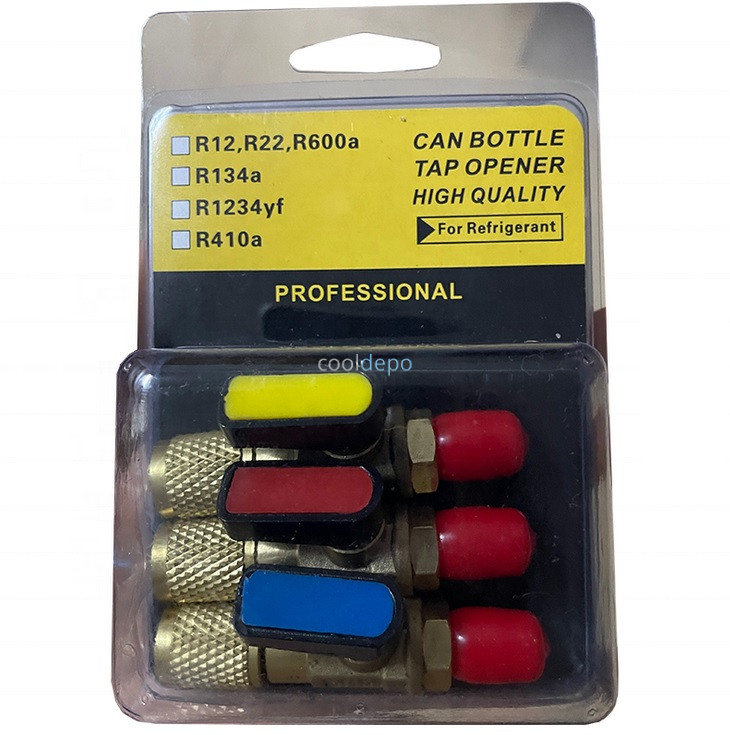 R12,R22,R600a
R134a
R1234yf
R410a
CAN BOTTLE
TAP OPENER
HIGH QUALITY
For Refrigerant
PROFESSIONAL
cooldepo